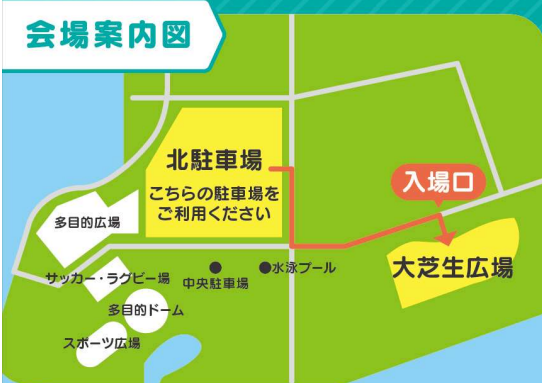 会場案内図
北駐車場
こちらの駐車場を
ご利用ください
入場口
多目的広場
大芝生広場
水泳プール
中央駐車場
サッカー・ラグビー場
多目的ドーム
スポーツ広場